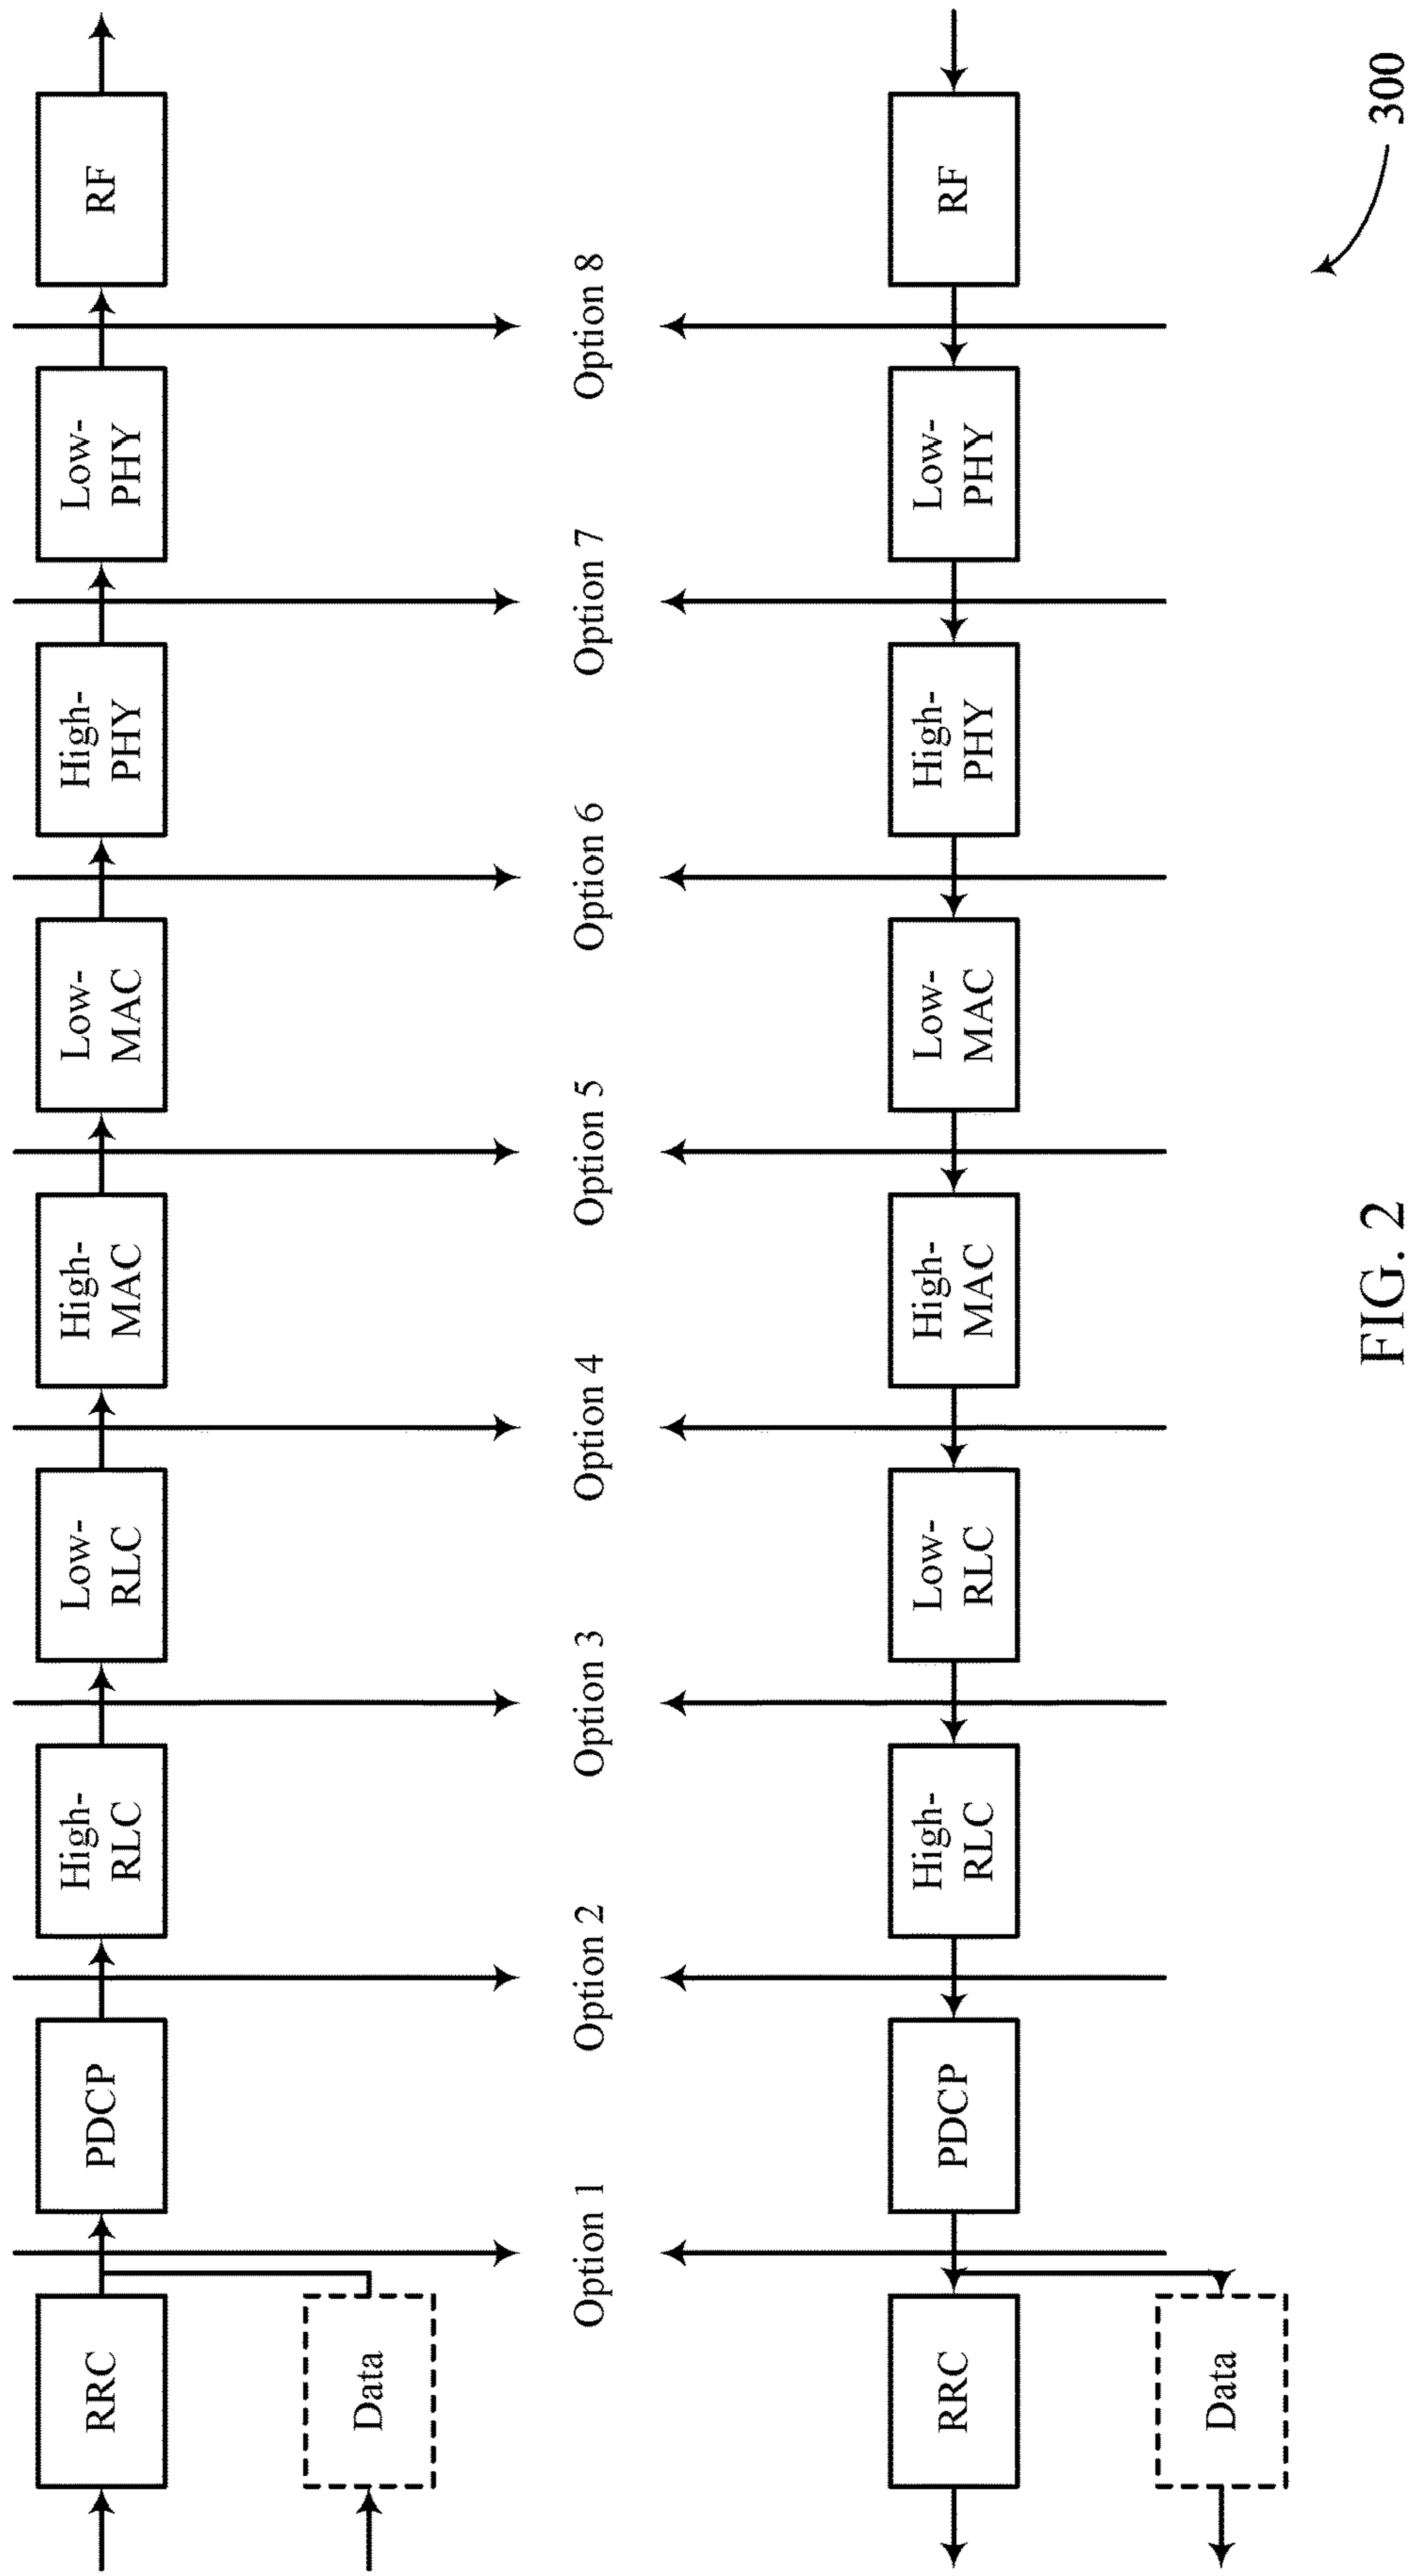 RRC
PDCP
High-
RLC
Low-
RLC
High-
MAC
Low-
MAC
High-
PHY
Low-
PHY
RF
Data
Option 1
Option 2
Option 3
Option 4
Option 5
Option 6
Option 7
Option 8
RRC
PDCP
High-
RLC
Low-
RLC
High-
MAC
Low-
MAC
High-
PHY
Low-
PHY
RF
Data
300
FIG. 2